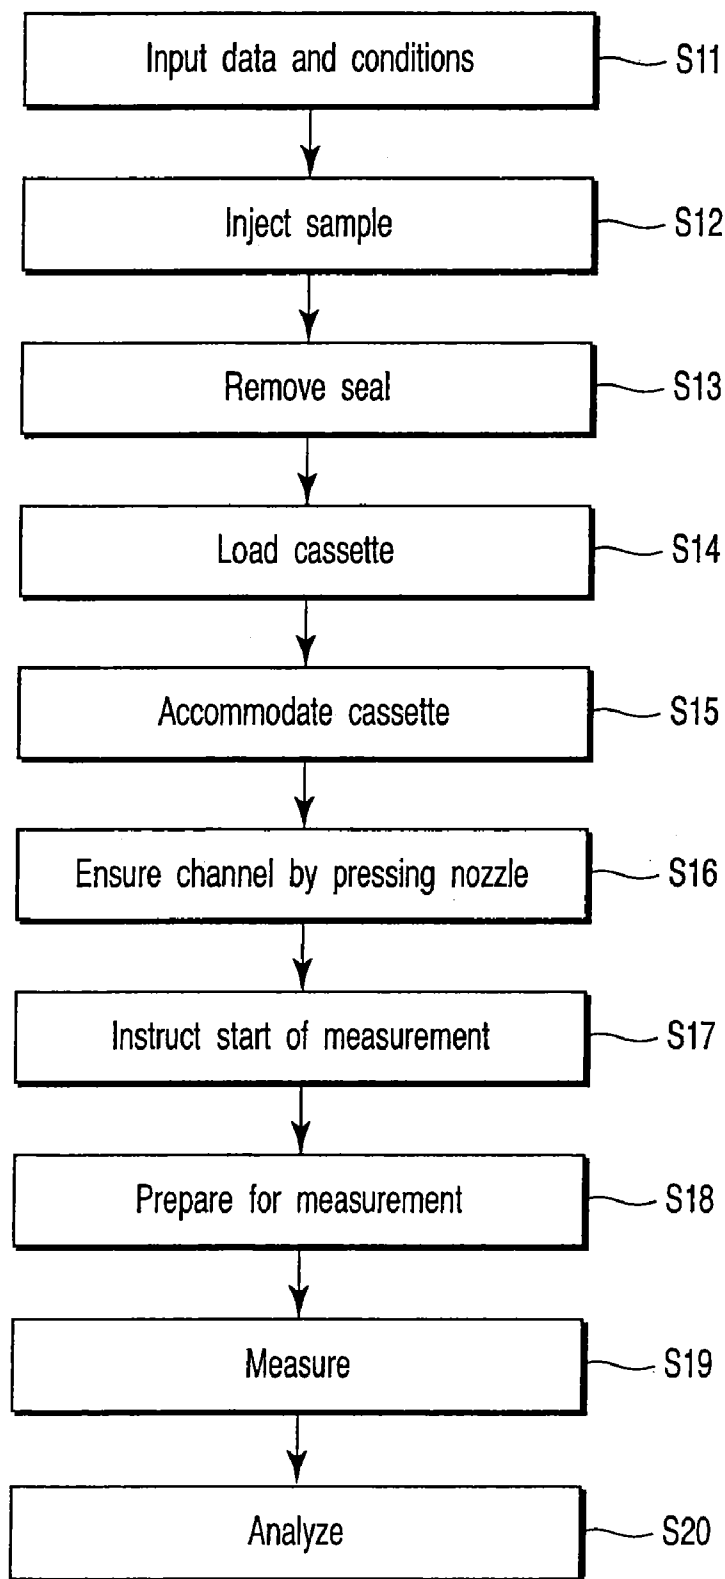 Input data and conditions S11
Inject sample S12
Remove seal S13
Load cassette S14
Accommodate cassette S15
Ensure channel by pressing nozzle S16
Instruct start of measurement S17
Prepare for measurement S18
Measure S19
Analyze S20